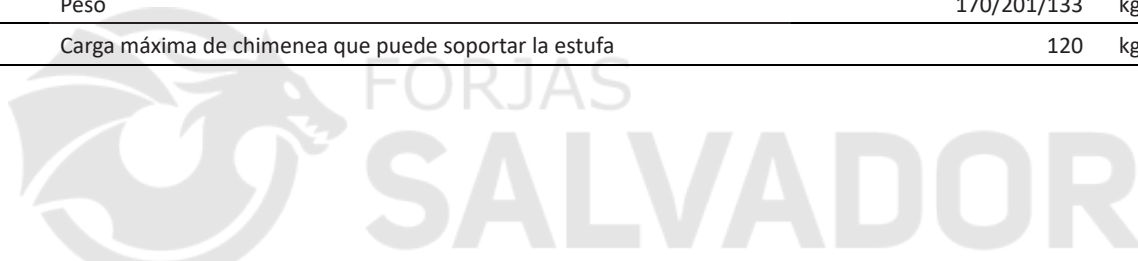 Peso 170/201/133 kg
Carga máxima de chimenea que puede soportar la estufa 120 kg
FORJAS
SALVADOR